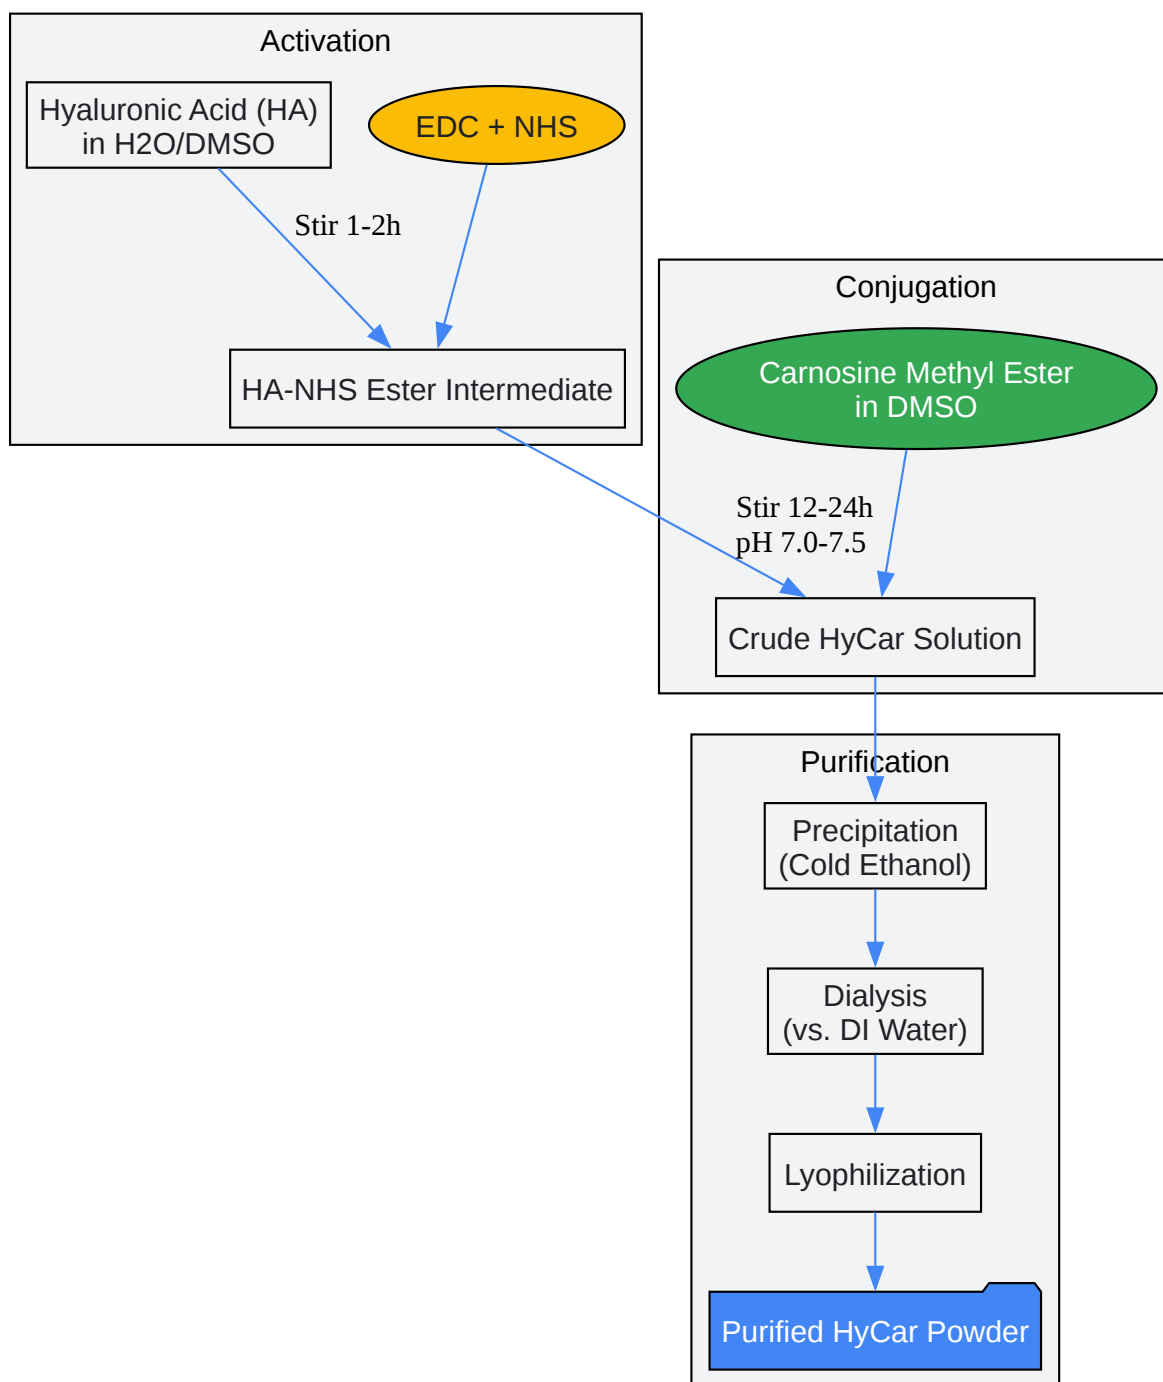 Activation
Hyaluronic Acid (HA)
in H2O/DMSO
EDC + NHS
Stir 1-2h
HA-NHS Ester Intermediate
Conjugation
Carnosine Methyl Ester
in DMSO
Stir 12-24h
pH 7.0-7.5
Crude HyCar Solution
Purification
Precipitation
(Cold Ethanol)
Dialysis
(vs. DI Water)
Lyophilization
Purified HyCar Powder